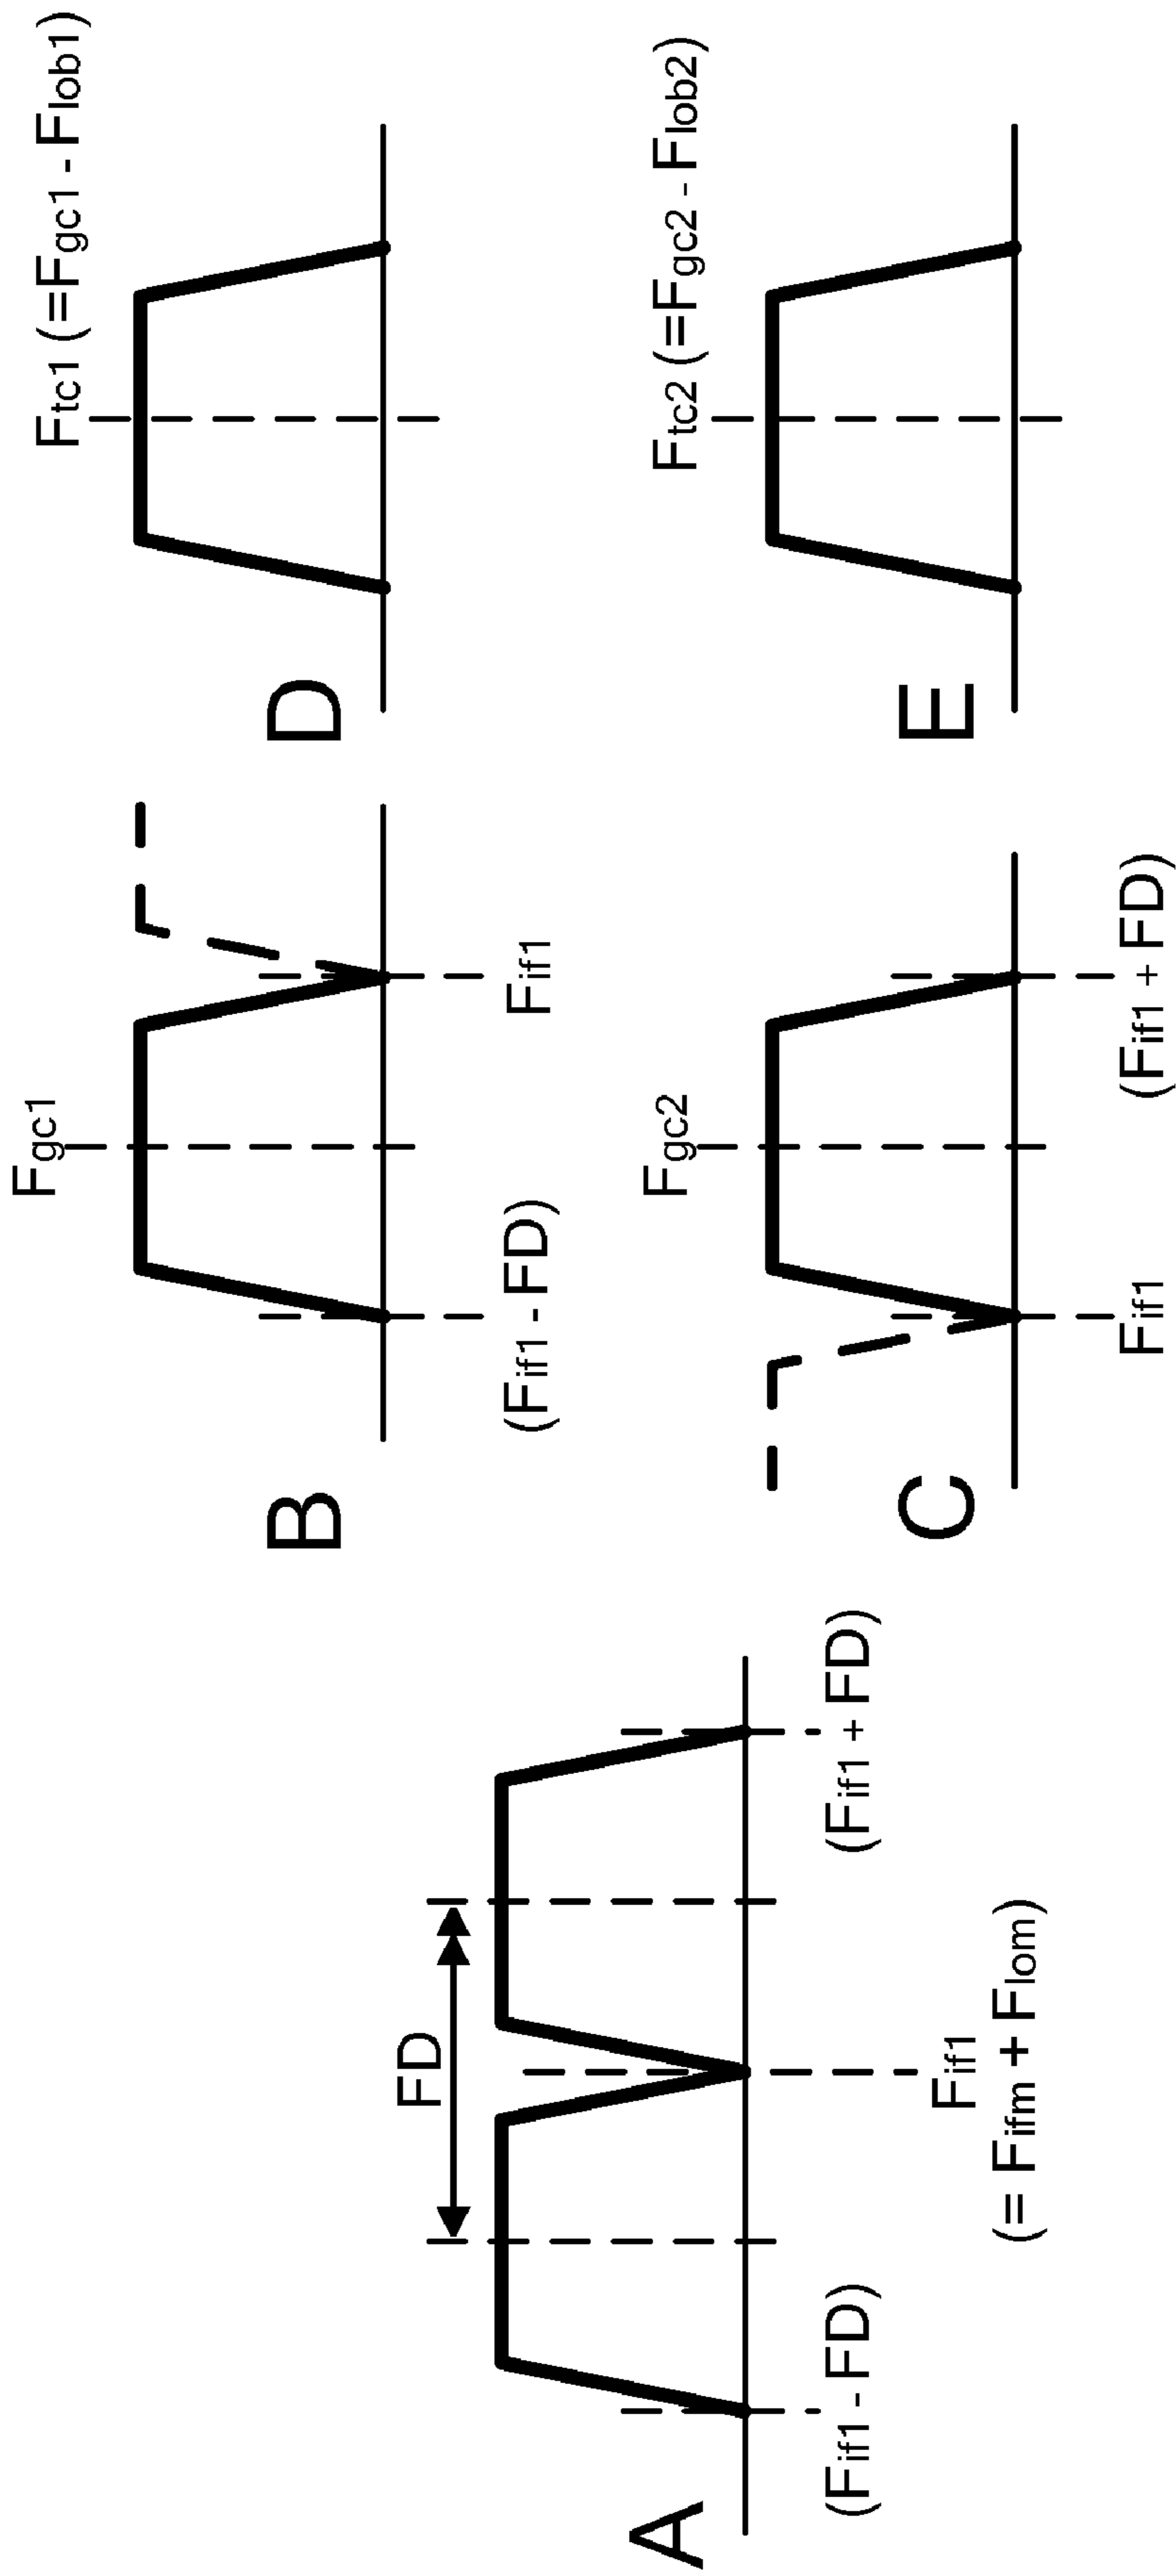 A
FD
(Fif1 - FD)
Fif1
(= Fifm + Flom)
(Fif1 + FD)
B
Fgc1
(Fif1 - FD)
Fif1
C
Fgc2
Fif1
(Fif1 + FD)
D
Ftc1 (=Fgc1 - Flob1)
E
Ftc2 (=Fgc2 - Flob2)